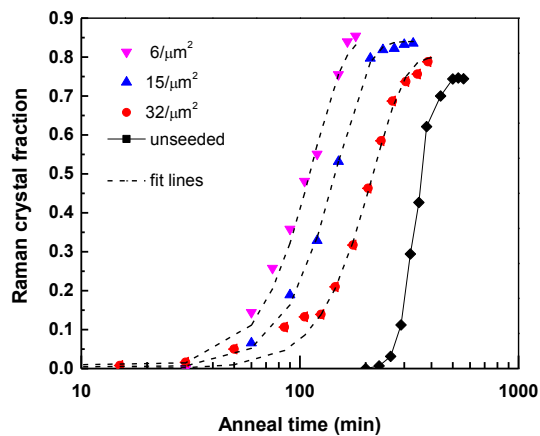 0.9
0.8
0.7
0.6
0.5
0.4
0.3
0.2
0.1
0.0
Raman crystal fraction
6/μm²
15/μm²
32/μm²
unseeded
fit lines
10
100
1000
Anneal time (min)